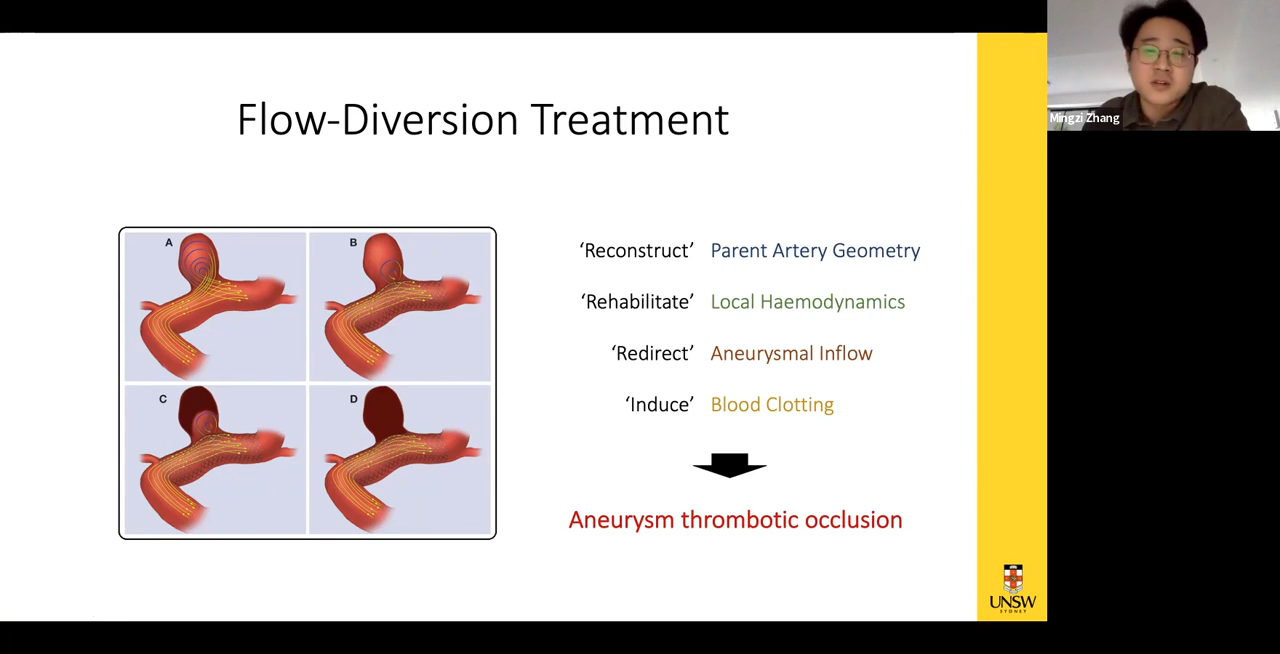 Flow-Diversion Treatment
A
B
C
D
‘Reconstruct’ Parent Artery Geometry
‘Rehabilitate’ Local Haemodynamics
‘Redirect’ Aneurysmal Inflow
‘Induce’ Blood Clotting
Aneurysm thrombotic occlusion
UNSW
SYDNEY
Mingzi Zhang